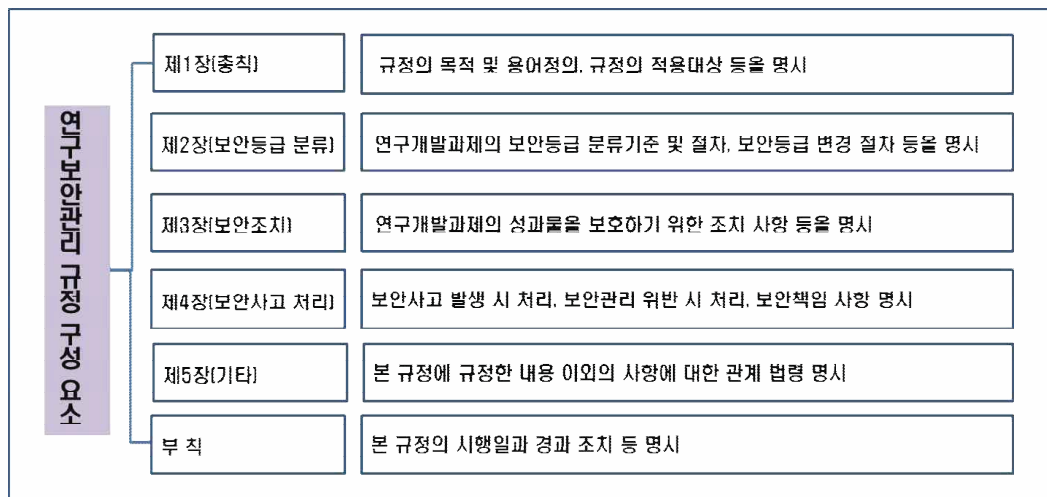 연구보안관리 규정 구성 요소
제1장(총칙)
규정의 목적 및 용어정의, 규정의 적용대상 등을 명시
제2장(보안등급 분류)
연구개발과제의 보안등급 분류기준 및 절차, 보안등급 변경 절차 등을 명시
제3장(보안조치)
연구개발과제의 성과물을 보호하기 위한 조치 사항 등을 명시
제4장(보안사고 처리)
보안사고 발생 시 처리, 보안관리 위반 시 처리, 보안책임 사항 명시
제5장(기타)
본 규정에 규정한 내용 이외의 사항에 대한 관계 법령 명시
부 칙
본 규정의 시행일과 경과 조치 등 명시